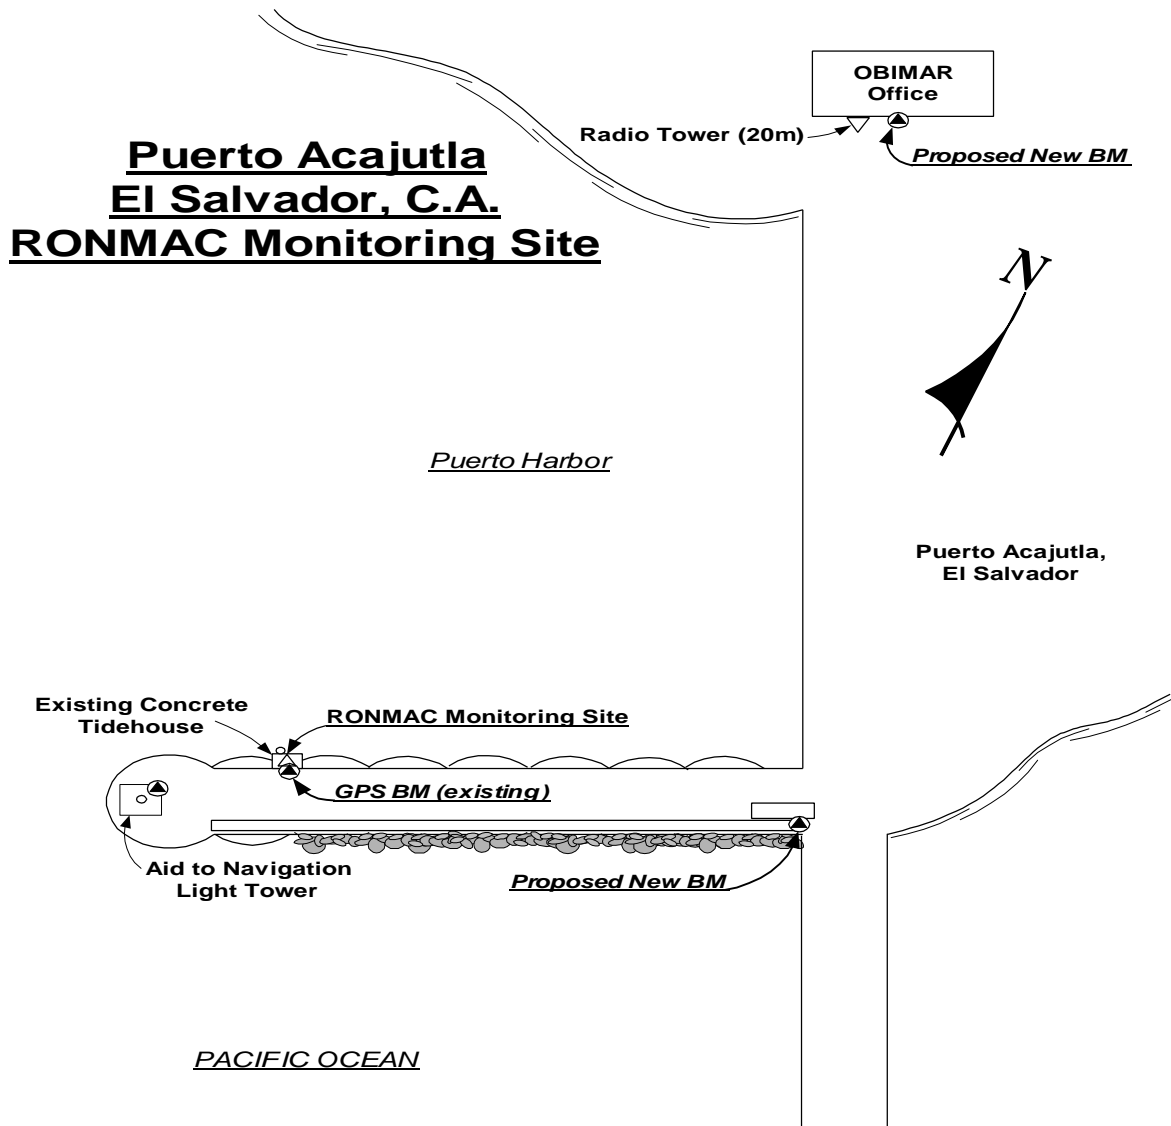 OBIMAR
Office
Radio Tower (20m)
Proposed New BM
Puerto Acajutla
El Salvador, C.A.
RONMAC Monitoring Site
N
Puerto Harbor
Puerto Acajutla,
El Salvador
Existing Concrete
Tidehouse
RONMAC Monitoring Site
GPS BM (existing)
Aid to Navigation
Light Tower
Proposed New BM
PACIFIC OCEAN